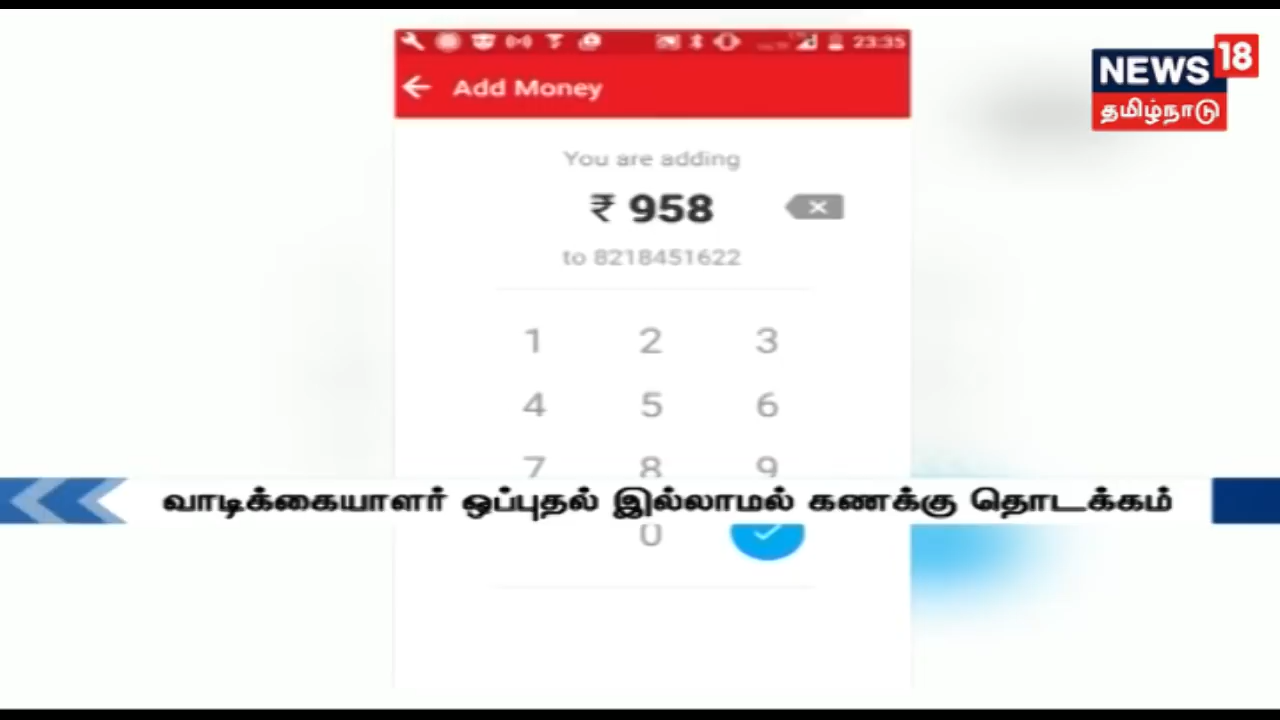 23:35
NEWS 18
தமிழ்நாடு
Add Money
You are adding
₹ 958
to 8218451622
1 2 3
4 5 6
7 8 9
வாடிக்கையாளர் ஒப்புதல் இல்லாமல் கணக்கு தொடக்கம்
0